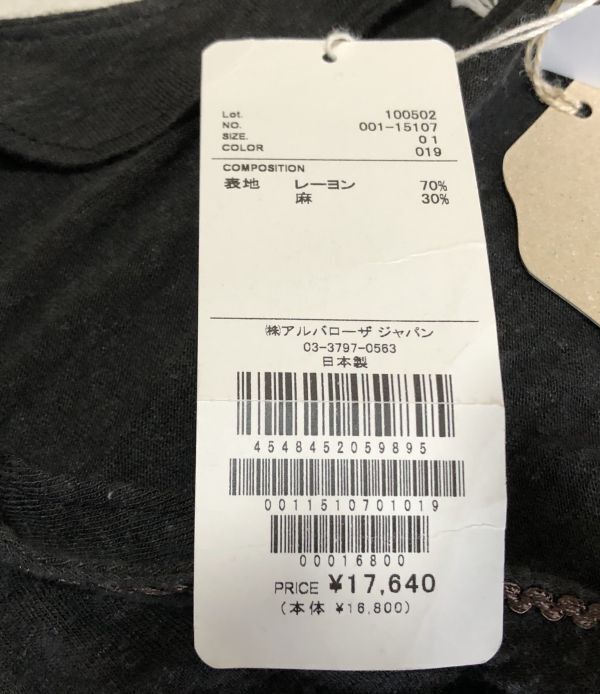 Lot. 100502
NO. 001-15107
SIZE. 01
COLOR 019
COMPOSITION
表地 レーヨン 70%
麻 30%
㈱アルバローザ ジャパン
03-3797-0563
日本製
4548452059895
0011510701019
00016800
PRICE ¥17,640
(本体 ¥16,800)